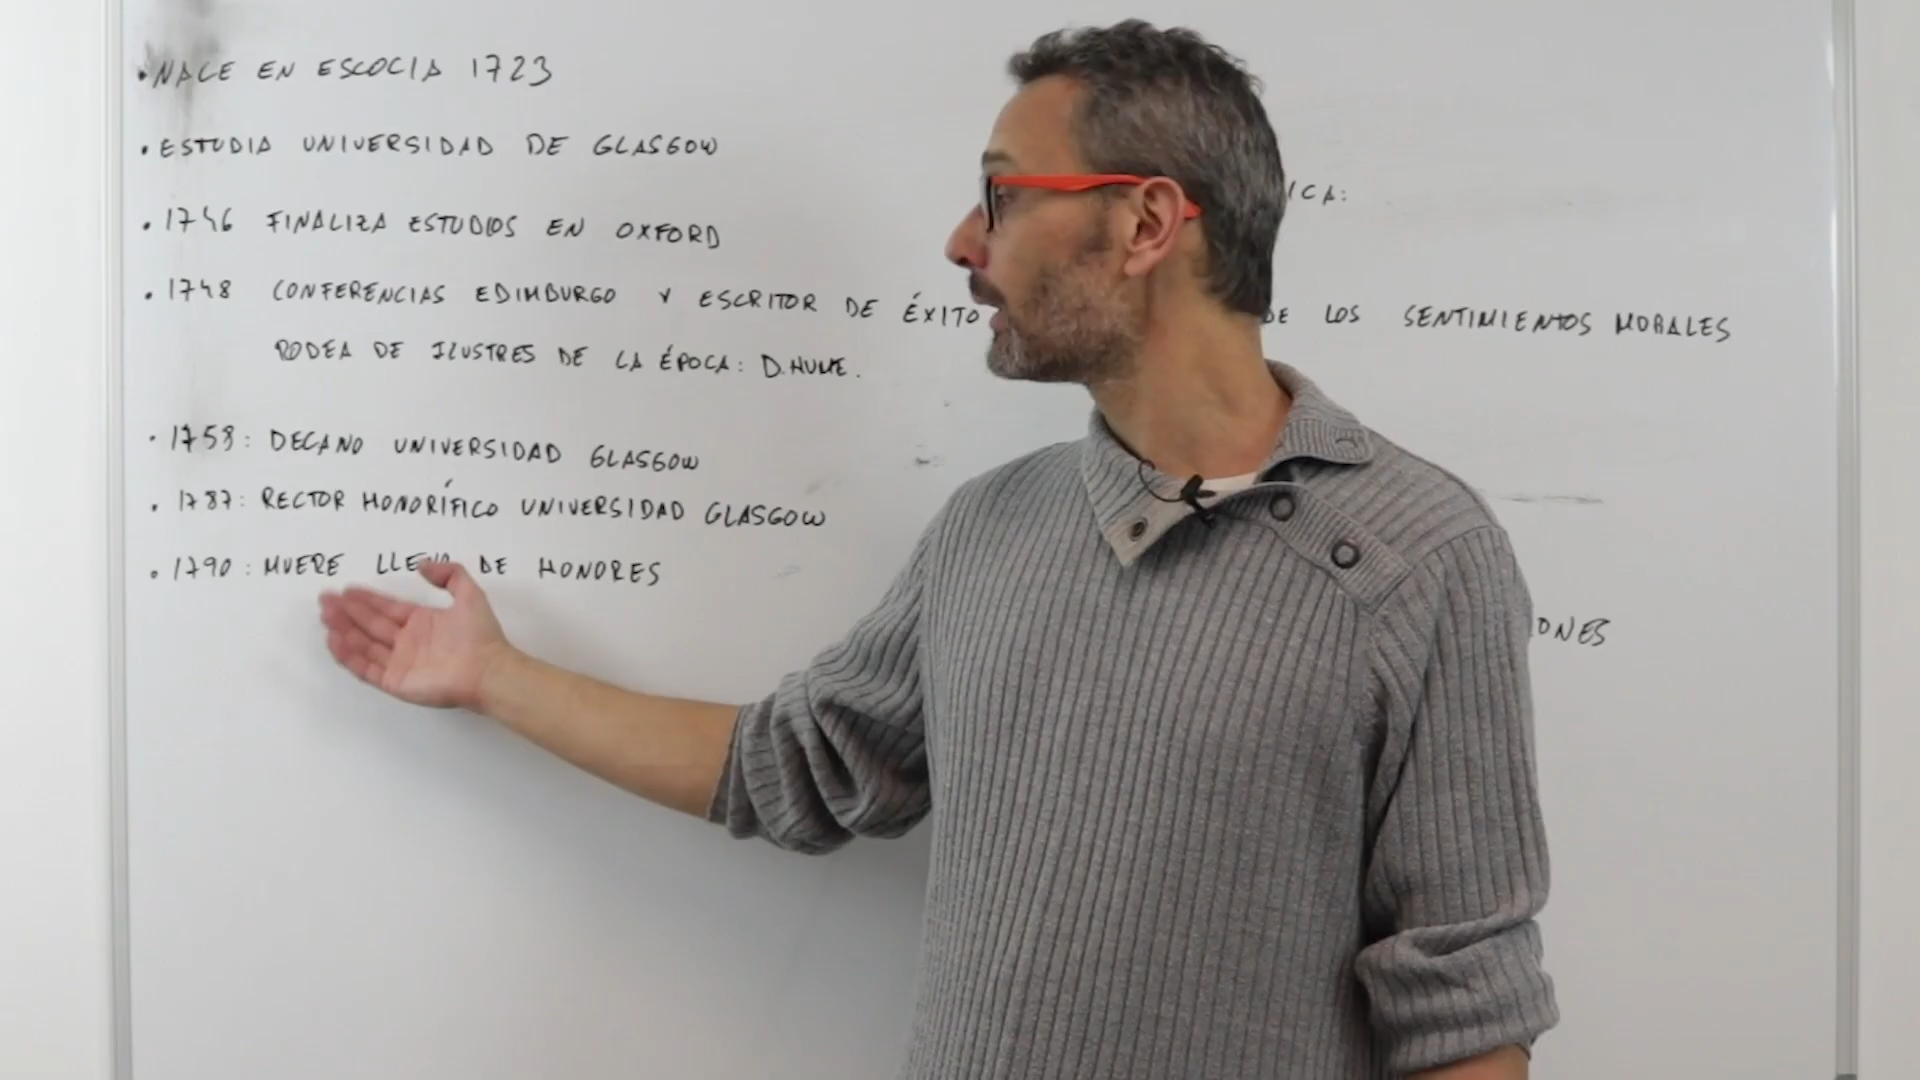 • NACE EN ESCOCIA 1723
• ESTUDIA UNIVERSIDAD DE GLASGOW
• 1746 FINALIZA ESTUDIOS EN OXFORD
• 1748 CONFERENCIAS EDIMBURGO Y ESCRITOR DE ÉXITO
RODEA DE ILUSTRES DE LA ÉPOCA: D. HUME.
• 1758: DECANO UNIVERSIDAD GLASGOW
• 1787: RECTOR HONORÍFICO UNIVERSIDAD GLASGOW
• 1790: MUERE LLENO DE HONORES
ICA:
DE LOS SENTIMIENTOS MORALES
IONES